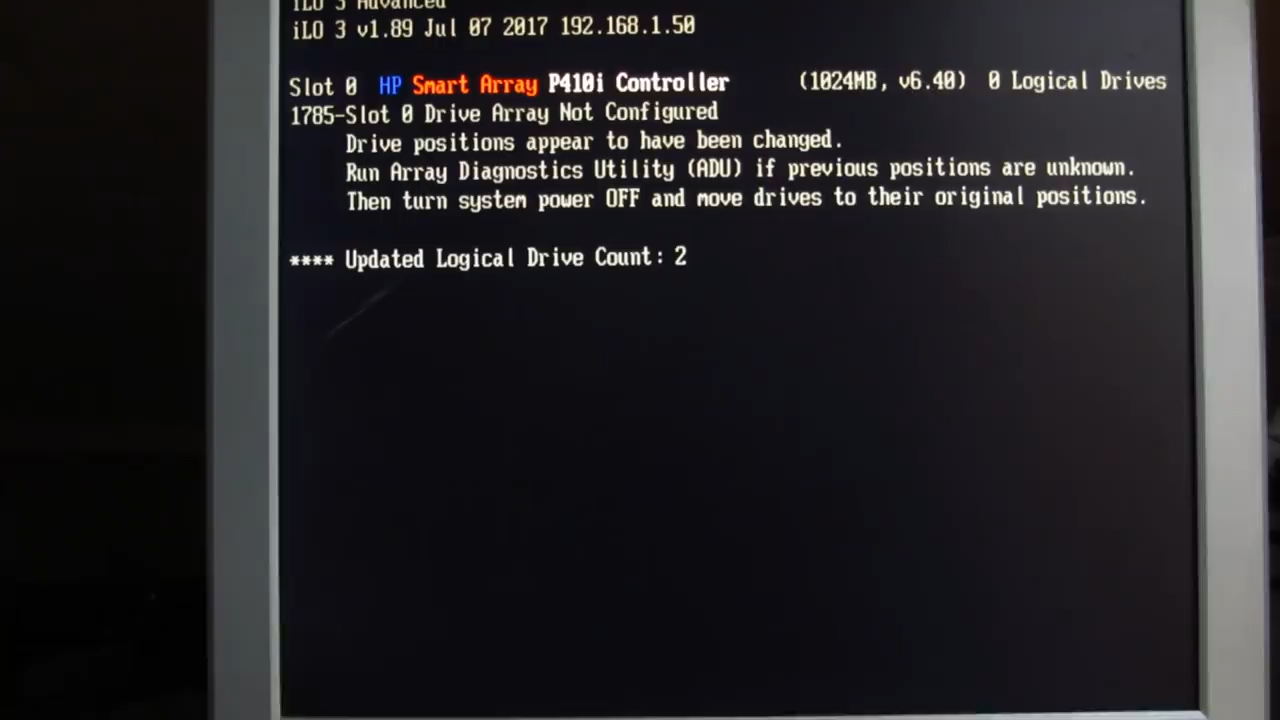 iLO 3 Advanced
iLO 3 v1.89 Jul 07 2017 192.168.1.50
Slot 0 HP Smart Array P410i Controller (1024MB, v6.40) 0 Logical Drives
1785-Slot 0 Drive Array Not Configured
Drive positions appear to have been changed.
Run Array Diagnostics Utility (ADU) if previous positions are unknown.
Then turn system power OFF and move drives to their original positions.
**** Updated Logical Drive Count: 2